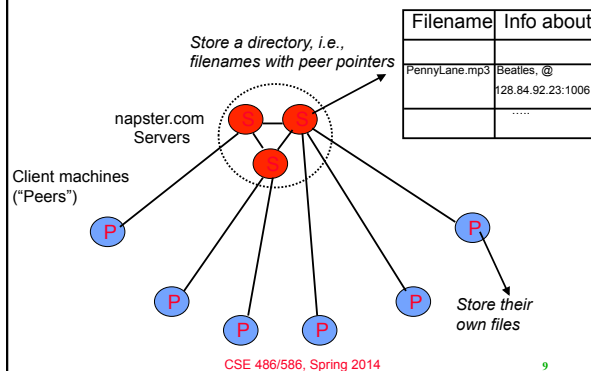 Store a directory, i.e.,
filenames with peer pointers
Filename Info about
PennyLane.mp3 Beatles, @
128.84.92.23:1006
.....
napster.com
Servers
S S
S
Client machines
("Peers")
P
P
P
P
P
P
Store their
own files
CSE 486/586, Spring 2014
9